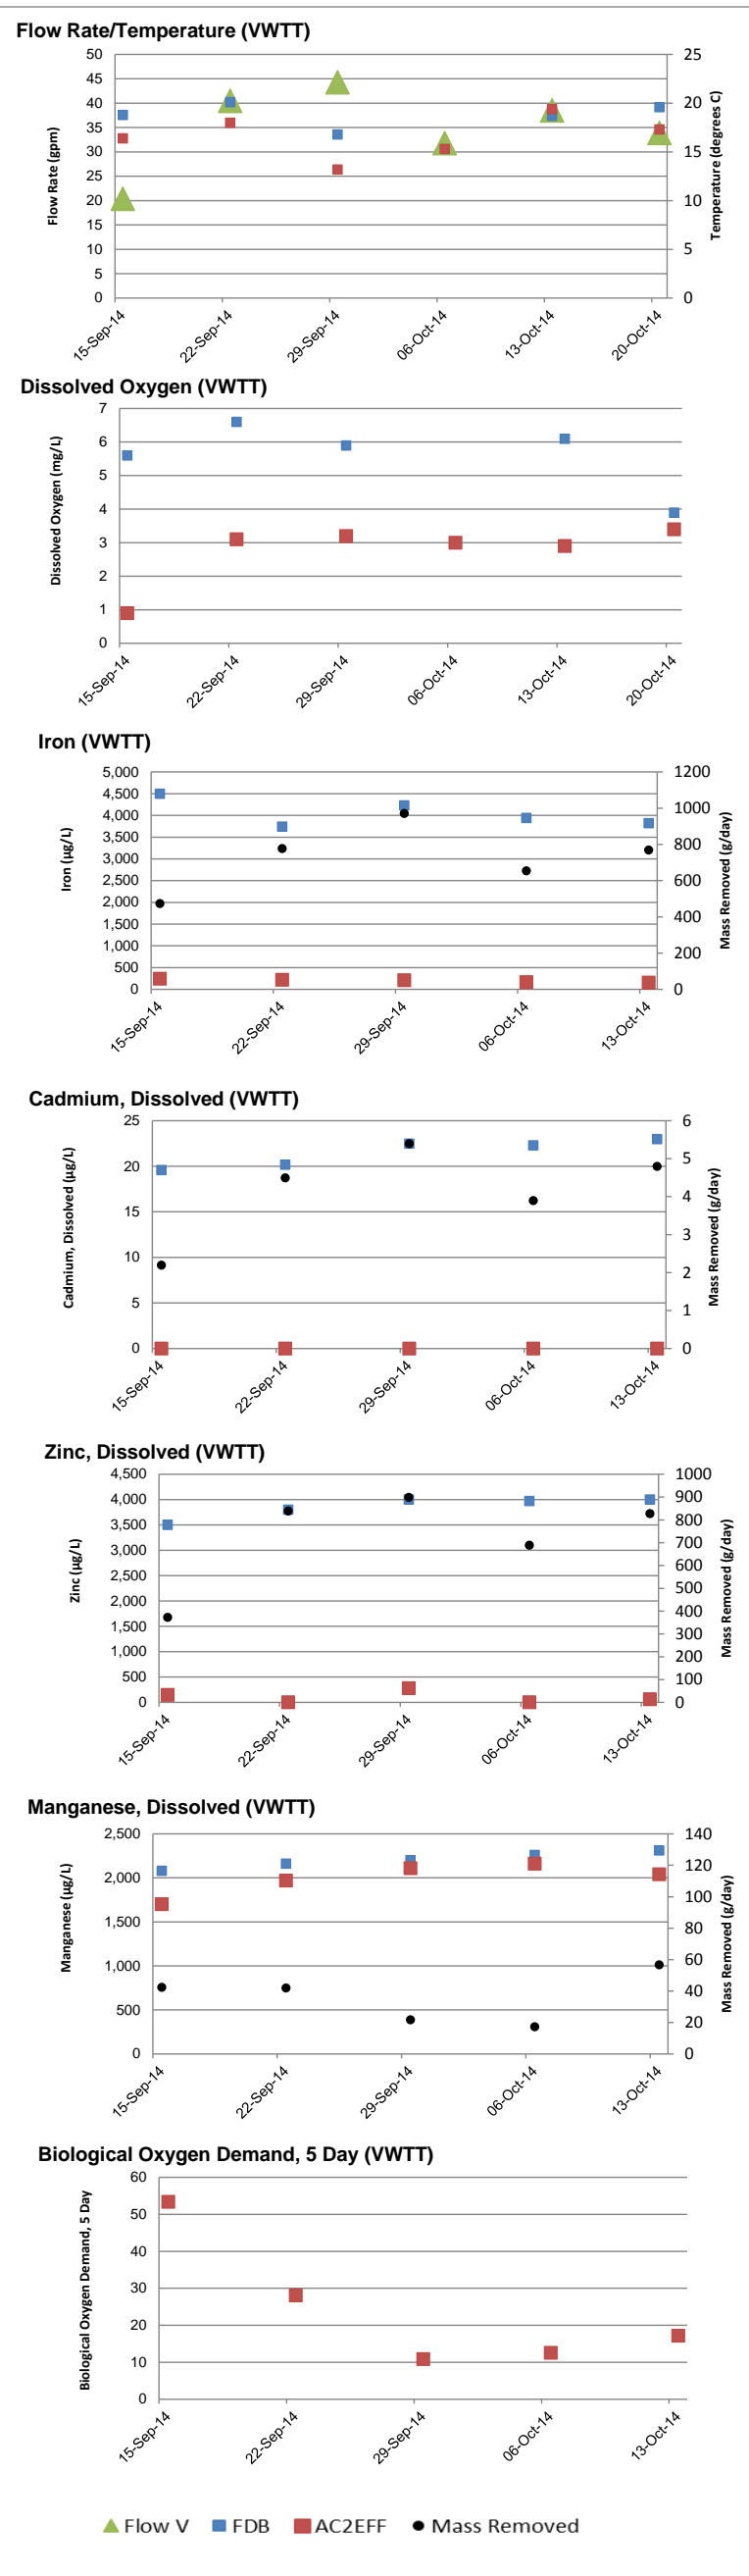 Flow Rate/Temperature (VWTT)
50
45
40
35
30
25
20
15
10
5
0
Flow Rate (gpm)
25
20
15
10
5
0
Temperature (degrees C)
15-Sep-14
22-Sep-14
29-Sep-14
06-Oct-14
13-Oct-14
20-Oct-14
Dissolved Oxygen (VWTT)
7
6
5
4
3
2
1
0
Dissolved Oxygen (mg/L)
15-Sep-14
22-Sep-14
29-Sep-14
06-Oct-14
13-Oct-14
20-Oct-14
Iron (VWTT)
5,000
4,500
4,000
3,500
3,000
2,500
2,000
1,500
1,000
500
0
Iron (µg/L)
1200
1000
800
600
400
200
0
Mass Removed (g/day)
15-Sep-14
22-Sep-14
29-Sep-14
06-Oct-14
13-Oct-14
Cadmium, Dissolved (VWTT)
25
20
15
10
5
0
Cadmium, Dissolved (µg/L)
6
5
4
3
2
1
0
Mass Removed (g/day)
15-Sep-14
22-Sep-14
29-Sep-14
06-Oct-14
13-Oct-14
Zinc, Dissolved (VWTT)
4,500
4,000
3,500
3,000
2,500
2,000
1,500
1,000
500
0
Zinc (µg/L)
1000
900
800
700
600
500
400
300
200
100
0
Mass Removed (g/day)
15-Sep-14
22-Sep-14
29-Sep-14
06-Oct-14
13-Oct-14
Manganese, Dissolved (VWTT)
2,500
2,000
1,500
1,000
500
0
Manganese (µg/L)
140
120
100
80
60
40
20
0
Mass Removed (g/day)
15-Sep-14
22-Sep-14
29-Sep-14
06-Oct-14
13-Oct-14
Biological Oxygen Demand, 5 Day (VWTT)
60
50
40
30
20
10
0
Biological Oxygen Demand, 5 Day
15-Sep-14
22-Sep-14
29-Sep-14
06-Oct-14
13-Oct-14
Flow V FDB AC2EFF Mass Removed